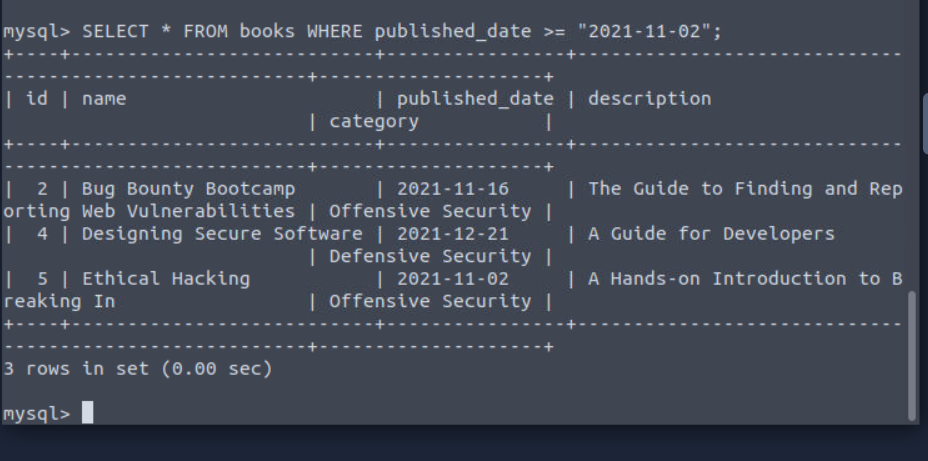 mysql> SELECT * FROM books WHERE published_date >= "2021-11-02";
+----+----------------------------+----------------+------------------------------
---------------------------+--------------------+
| id | name                       | published_date | description
                           | category           |
+----+----------------------------+----------------+------------------------------
---------------------------+--------------------+
|  2 | Bug Bounty Bootcamp        | 2021-11-16     | The Guide to Finding and Rep
orting Web Vulnerabilities | Offensive Security |
|  4 | Designing Secure Software | 2021-12-21     | A Guide for Developers
                           | Defensive Security |
|  5 | Ethical Hacking            | 2021-11-02     | A Hands-on Introduction to B
reaking In                 | Offensive Security |
+----+----------------------------+----------------+------------------------------
---------------------------+--------------------+
3 rows in set (0.00 sec)
mysql>